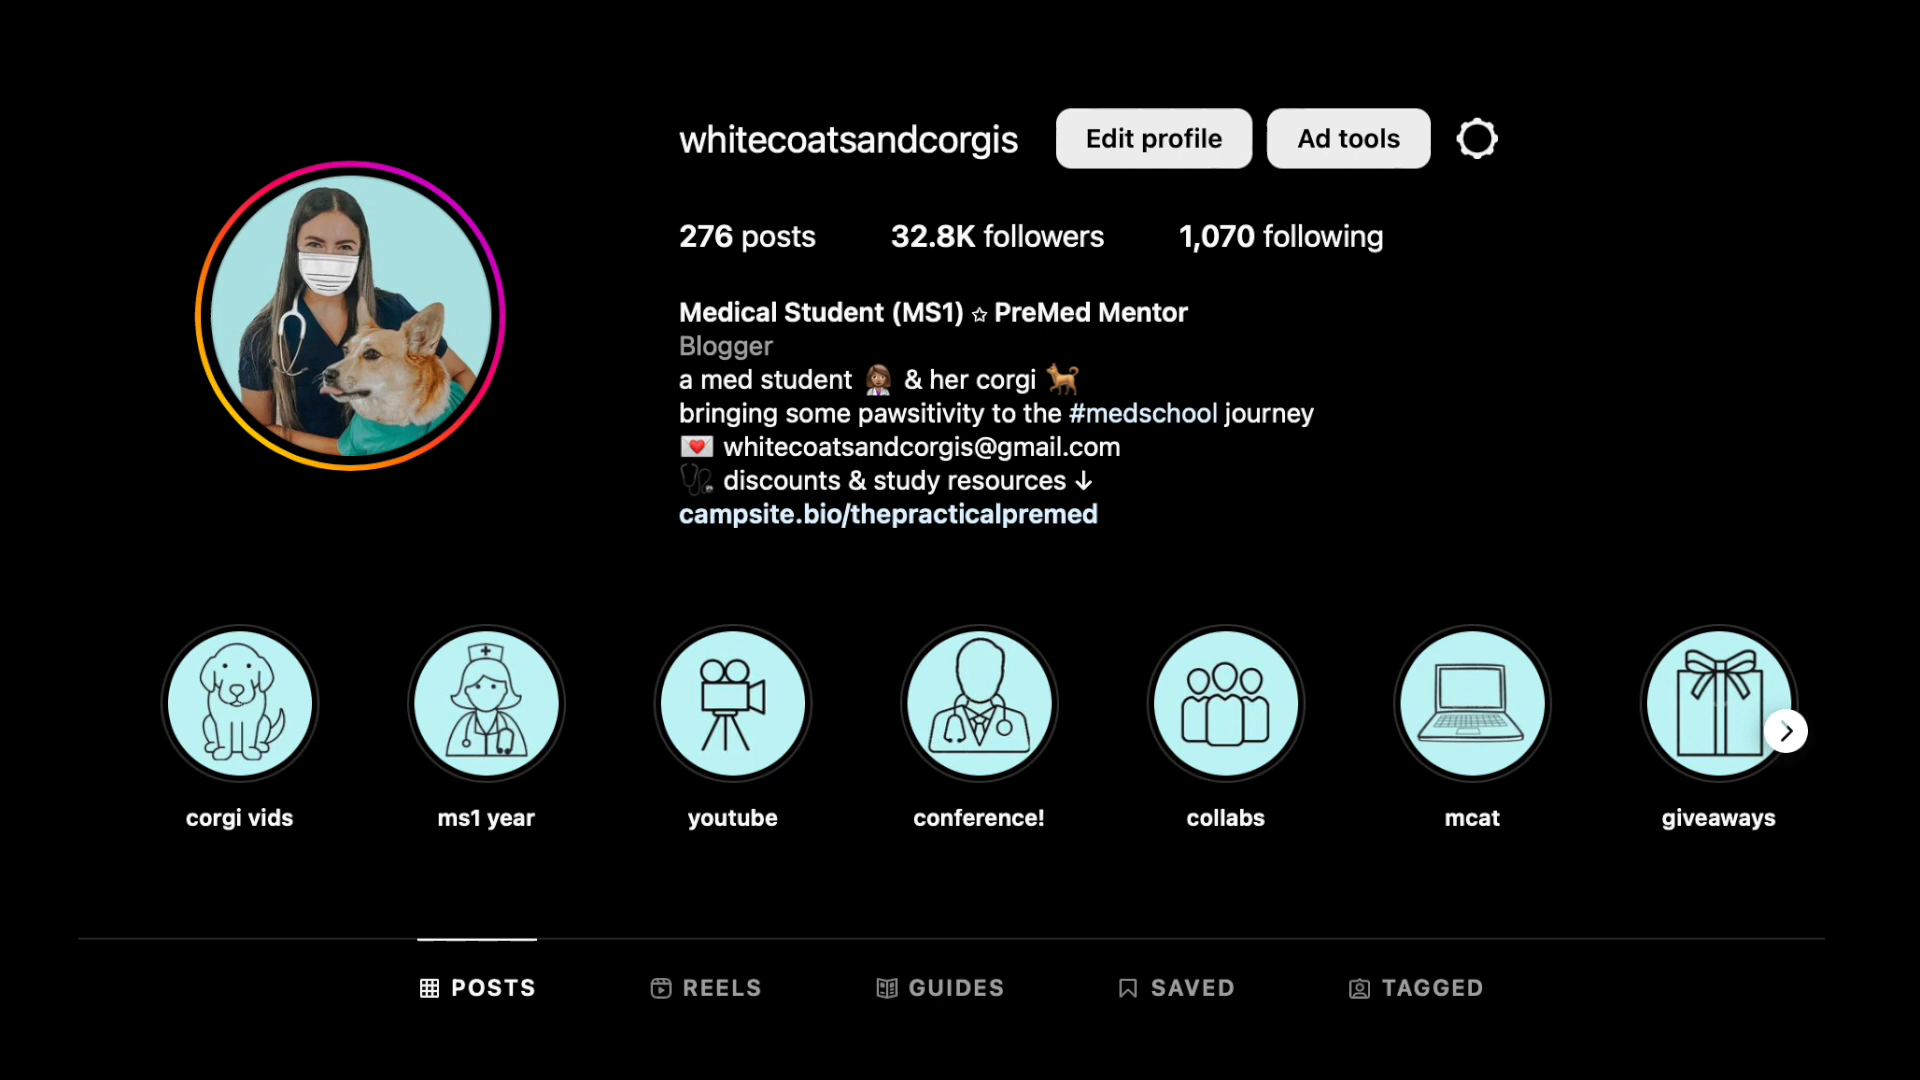 whitecoatsandcorgis Edit profile Ad tools
276 posts 32.8K followers 1,070 following
Medical Student (MS1) ☆ PreMed Mentor
Blogger
a med student 👩🏽‍⚕️ & her corgi 🐕
bringing some pawsitivity to the #medschool journey
💌 whitecoatsandcorgis@gmail.com
🩺 discounts & study resources ↓
campsite.bio/thepracticalpremed
corgi vids ms1 year youtube conference! collabs mcat giveaways
POSTS REELS GUIDES SAVED TAGGED